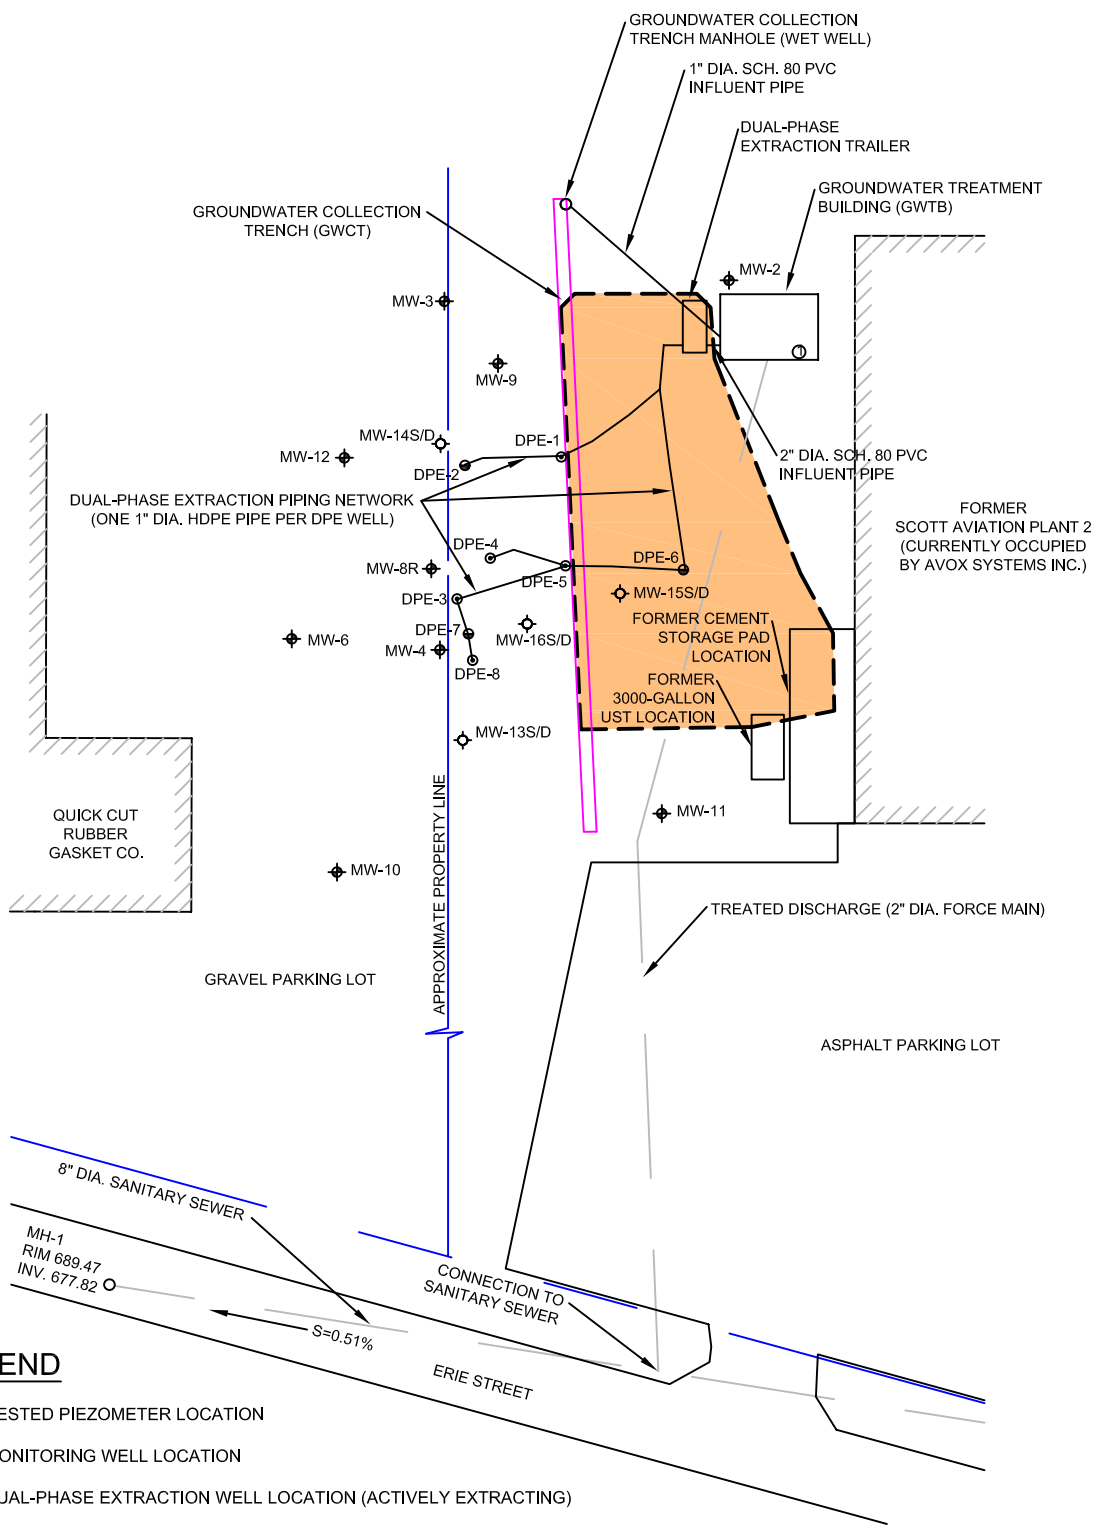 GROUNDWATER COLLECTION
TRENCH MANHOLE (WET WELL)
1" DIA. SCH. 80 PVC
INFLUENT PIPE
DUAL-PHASE
EXTRACTION TRAILER
GROUNDWATER TREATMENT
BUILDING (GWTB)
GROUNDWATER COLLECTION
TRENCH (GWCT)
MW-2
MW-3
1
MW-9
MW-14S/D
DPE-1
MW-12
DPE-2
2" DIA. SCH. 80 PVC
INFLUENT PIPE
DUAL-PHASE EXTRACTION PIPING NETWORK
(ONE 1" DIA. HDPE PIPE PER DPE WELL)
FORMER
SCOTT AVIATION PLANT 2
(CURRENTLY OCCUPIED
BY AVOX SYSTEMS INC.)
DPE-4
DPE-6
MW-8R
DPE-5
DPE-3
MW-15S/D
FORMER CEMENT
STORAGE PAD
LOCATION
MW-6
DPE-7
MW-16S/D
MW-4
DPE-8
FORMER
3000-GALLON
UST LOCATION
MW-13S/D
APPROXIMATE PROPERTY LINE
QUICK CUT
RUBBER
GASKET CO.
MW-11
MW-10
TREATED DISCHARGE (2" DIA. FORCE MAIN)
GRAVEL PARKING LOT
ASPHALT PARKING LOT
8" DIA. SANITARY SEWER
MH-1
RIM 689.47
INV. 677.82
CONNECTION TO
SANITARY SEWER
S=0.51%
ERIE STREET
END
ESTED PIEZOMETER LOCATION
ONITORING WELL LOCATION
UAL-PHASE EXTRACTION WELL LOCATION (ACTIVELY EXTRACTING)